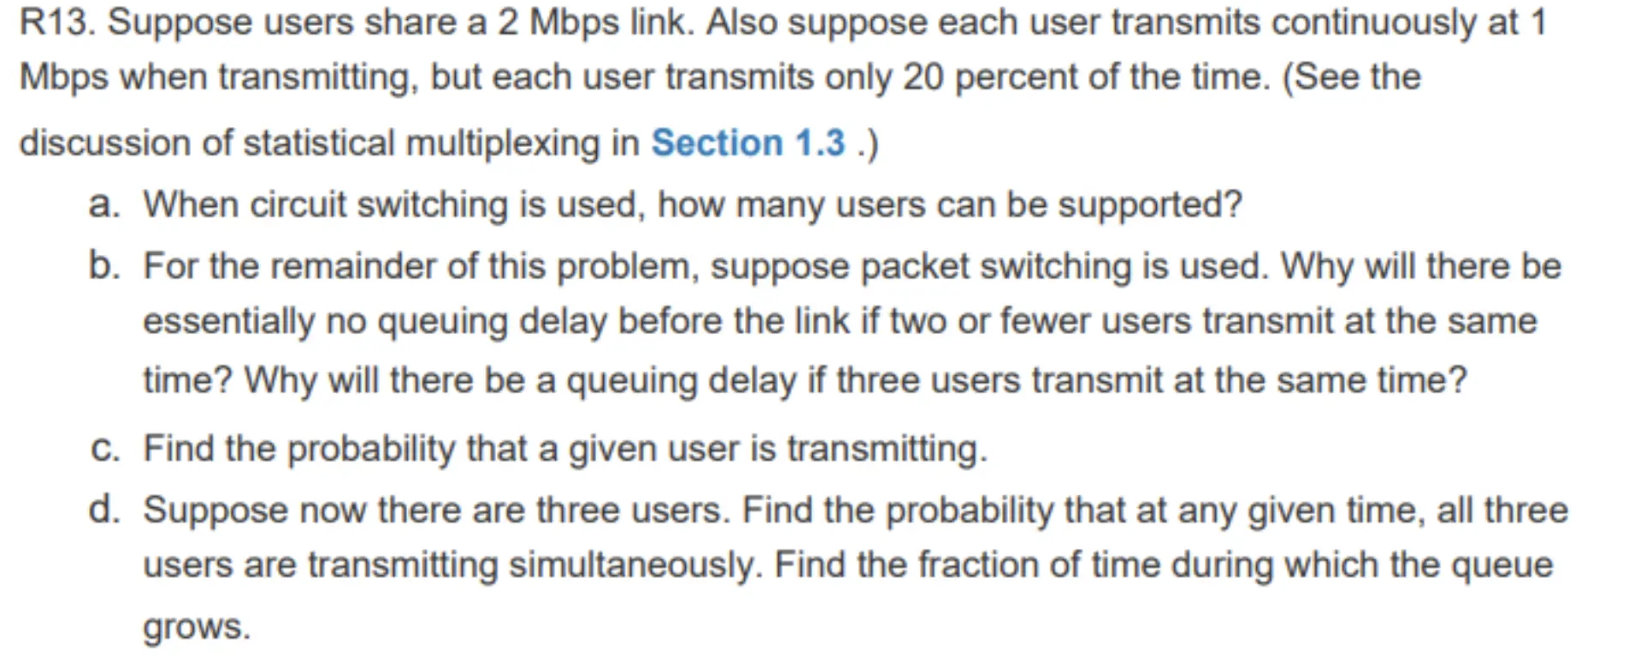 R13. Suppose users share a 2 Mbps link. Also suppose each user transmits continuously at 1
Mbps when transmitting, but each user transmits only 20 percent of the time. (See the
discussion of statistical multiplexing in Section 1.3 .)
a. When circuit switching is used, how many users can be supported?
b. For the remainder of this problem, suppose packet switching is used. Why will there be
essentially no queuing delay before the link if two or fewer users transmit at the same
time? Why will there be a queuing delay if three users transmit at the same time?
c. Find the probability that a given user is transmitting.
d. Suppose now there are three users. Find the probability that at any given time, all three
users are transmitting simultaneously. Find the fraction of time during which the queue
grows.